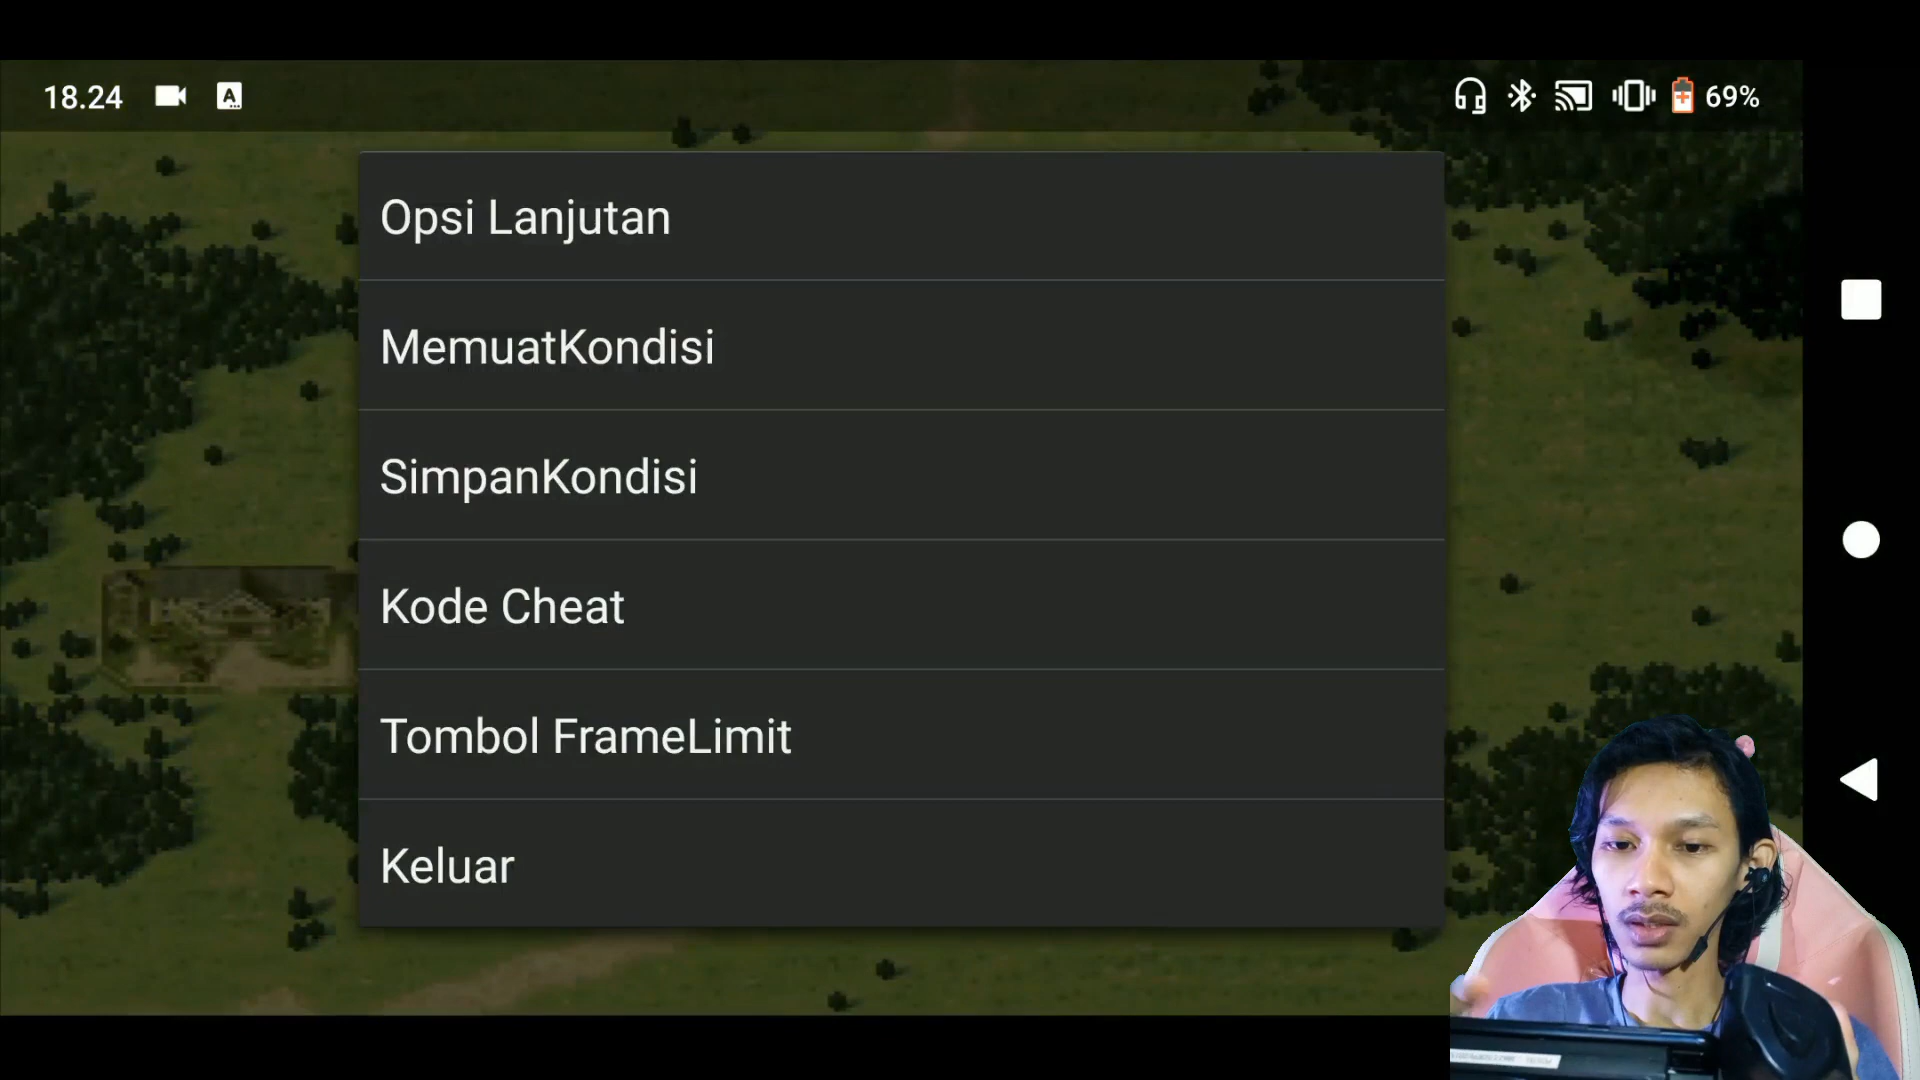 18.24
A
69%
Opsi Lanjutan
MemuatKondisi
SimpanKondisi
Kode Cheat
Tombol FrameLimit
Keluar